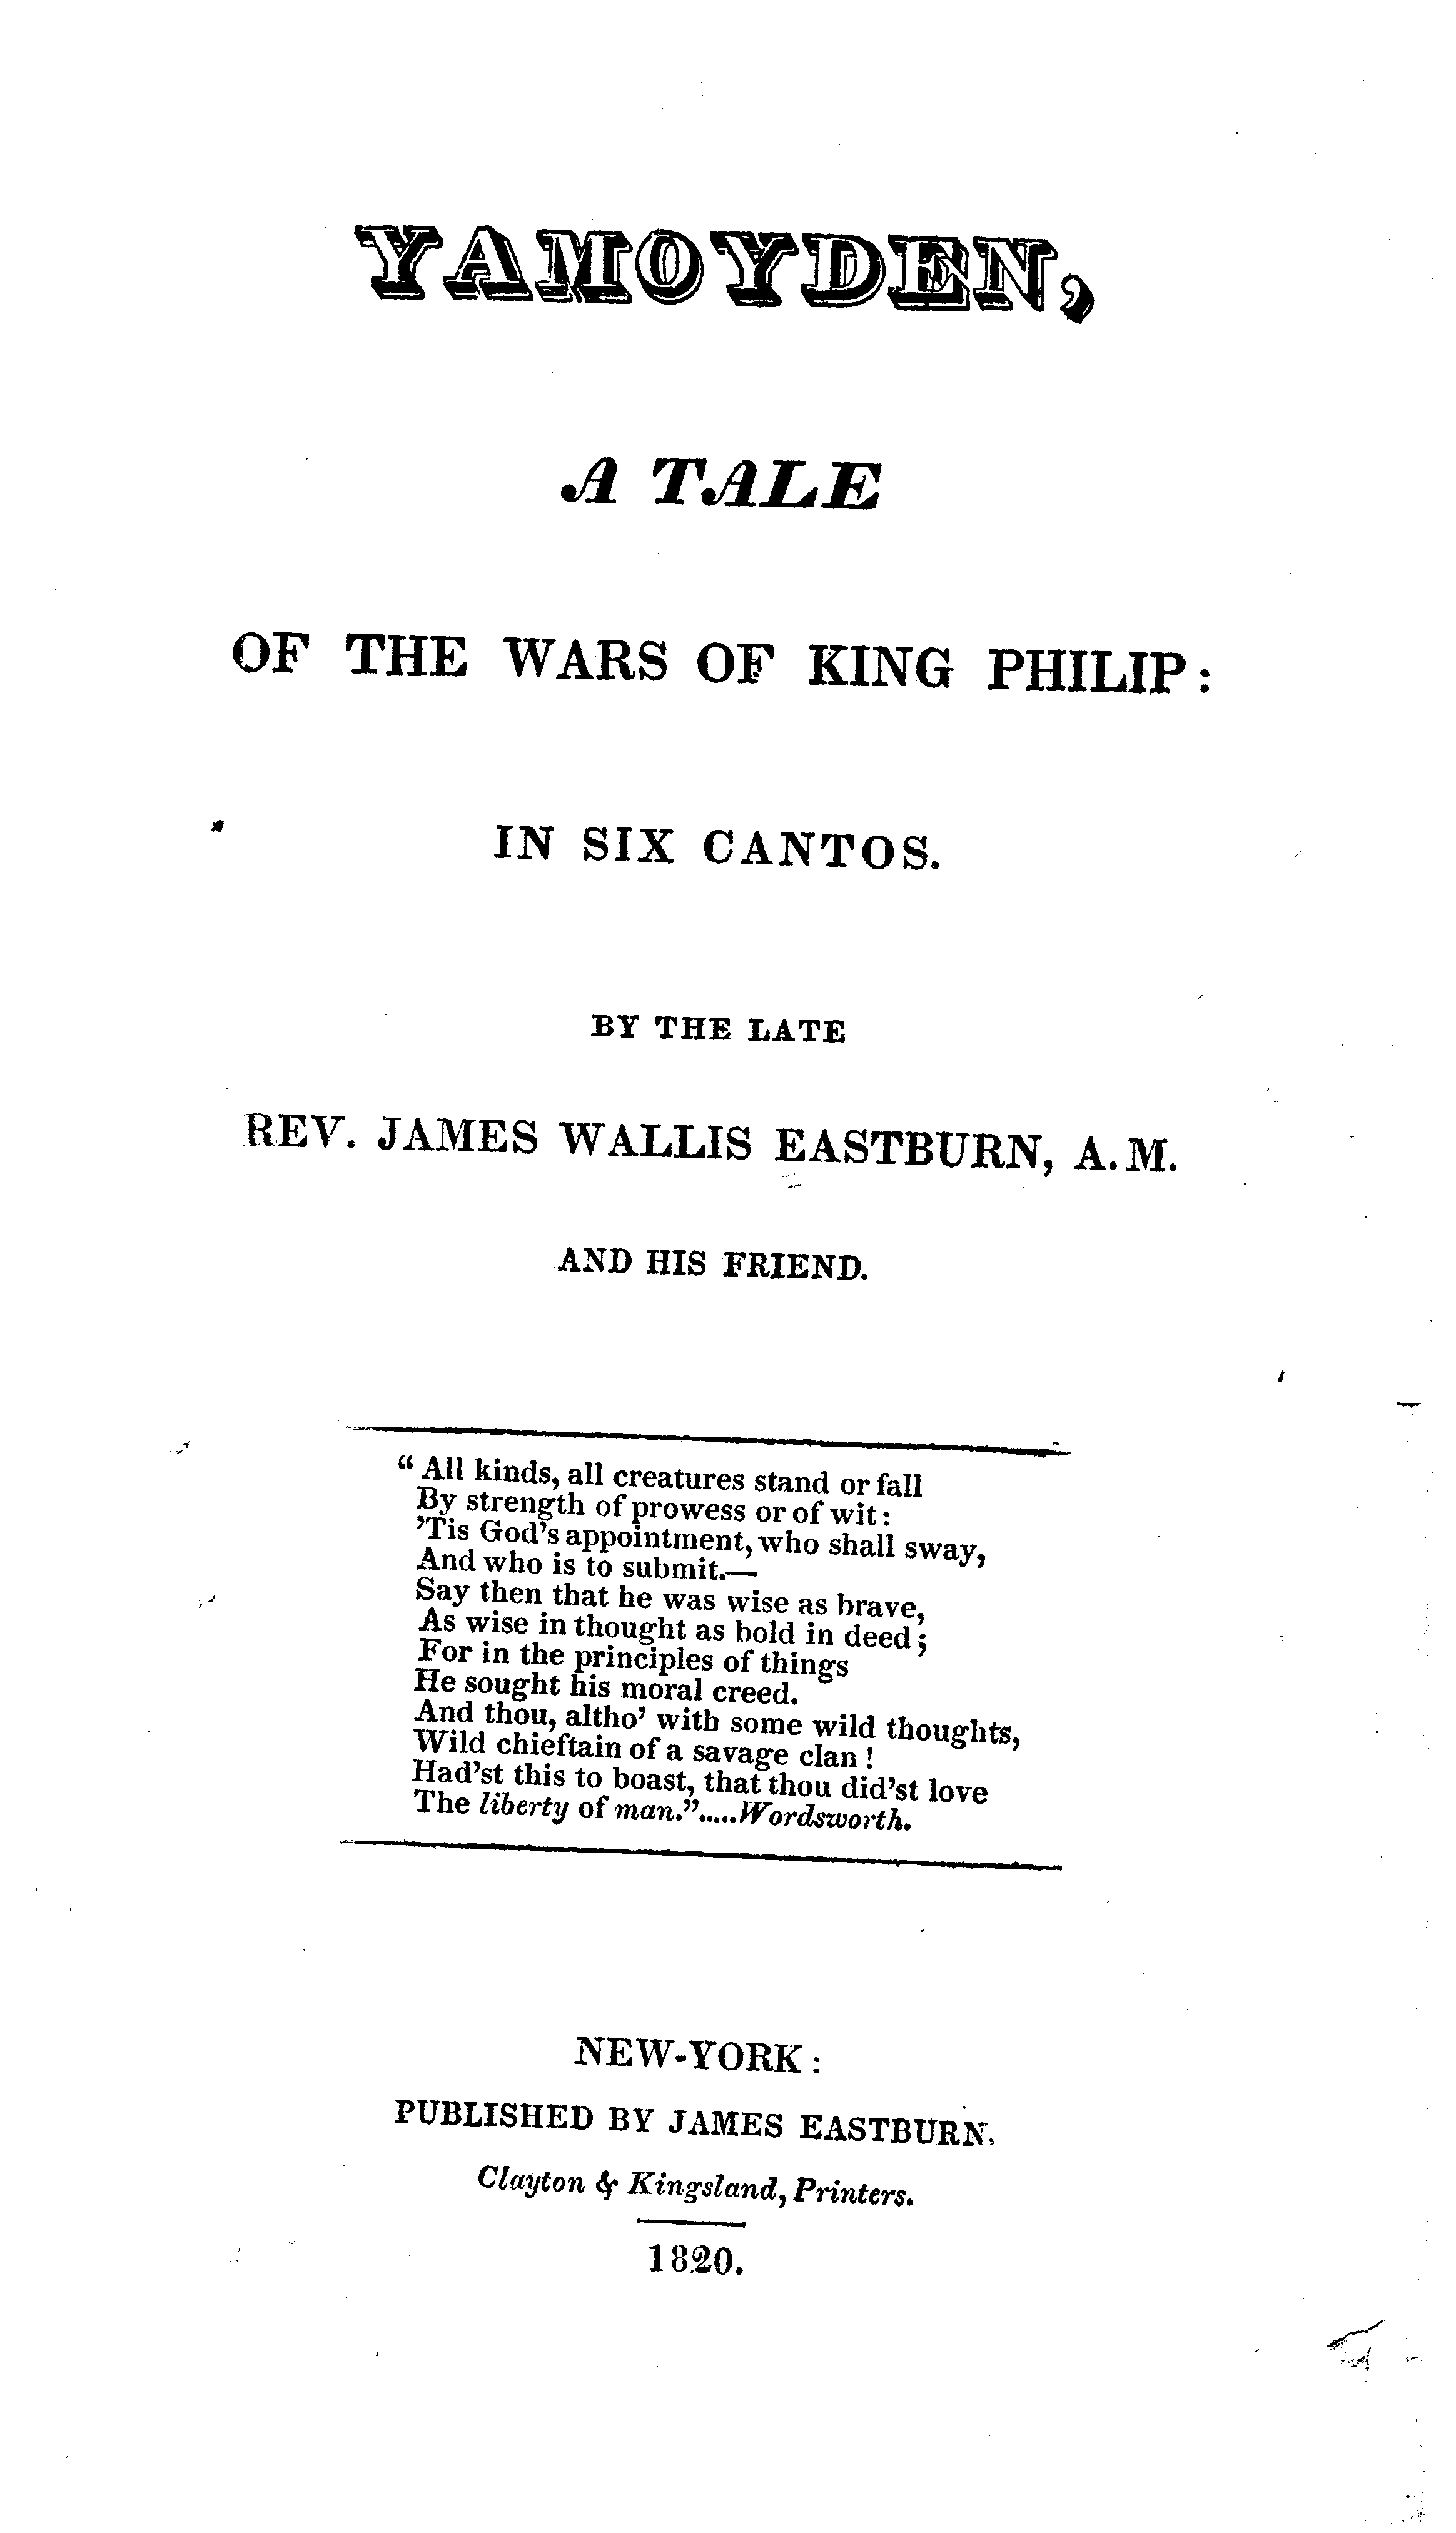 YAMOYDEN,
A TALE
OF THE WARS OF KING PHILIP:
IN SIX CANTOS.
BY THE LATE
REV. JAMES WALLIS EASTBURN, A.M.
AND HIS FRIEND.
“All kinds, all creatures stand or fall
By strength of prowess or of wit:
’Tis God’s appointment, who shall sway,
And who is to submit.—
Say then that he was wise as brave,
As wise in thought as bold in deed;
For in the principles of things
He sought his moral creed.
And thou, altho’ with some wild thoughts,
Wild chieftain of a savage clan!
Had’st this to boast, that thou did’st love
The liberty of man.”.....Wordsworth.
NEW-YORK:
PUBLISHED BY JAMES EASTBURN.
Clayton & Kingsland, Printers.
1820.